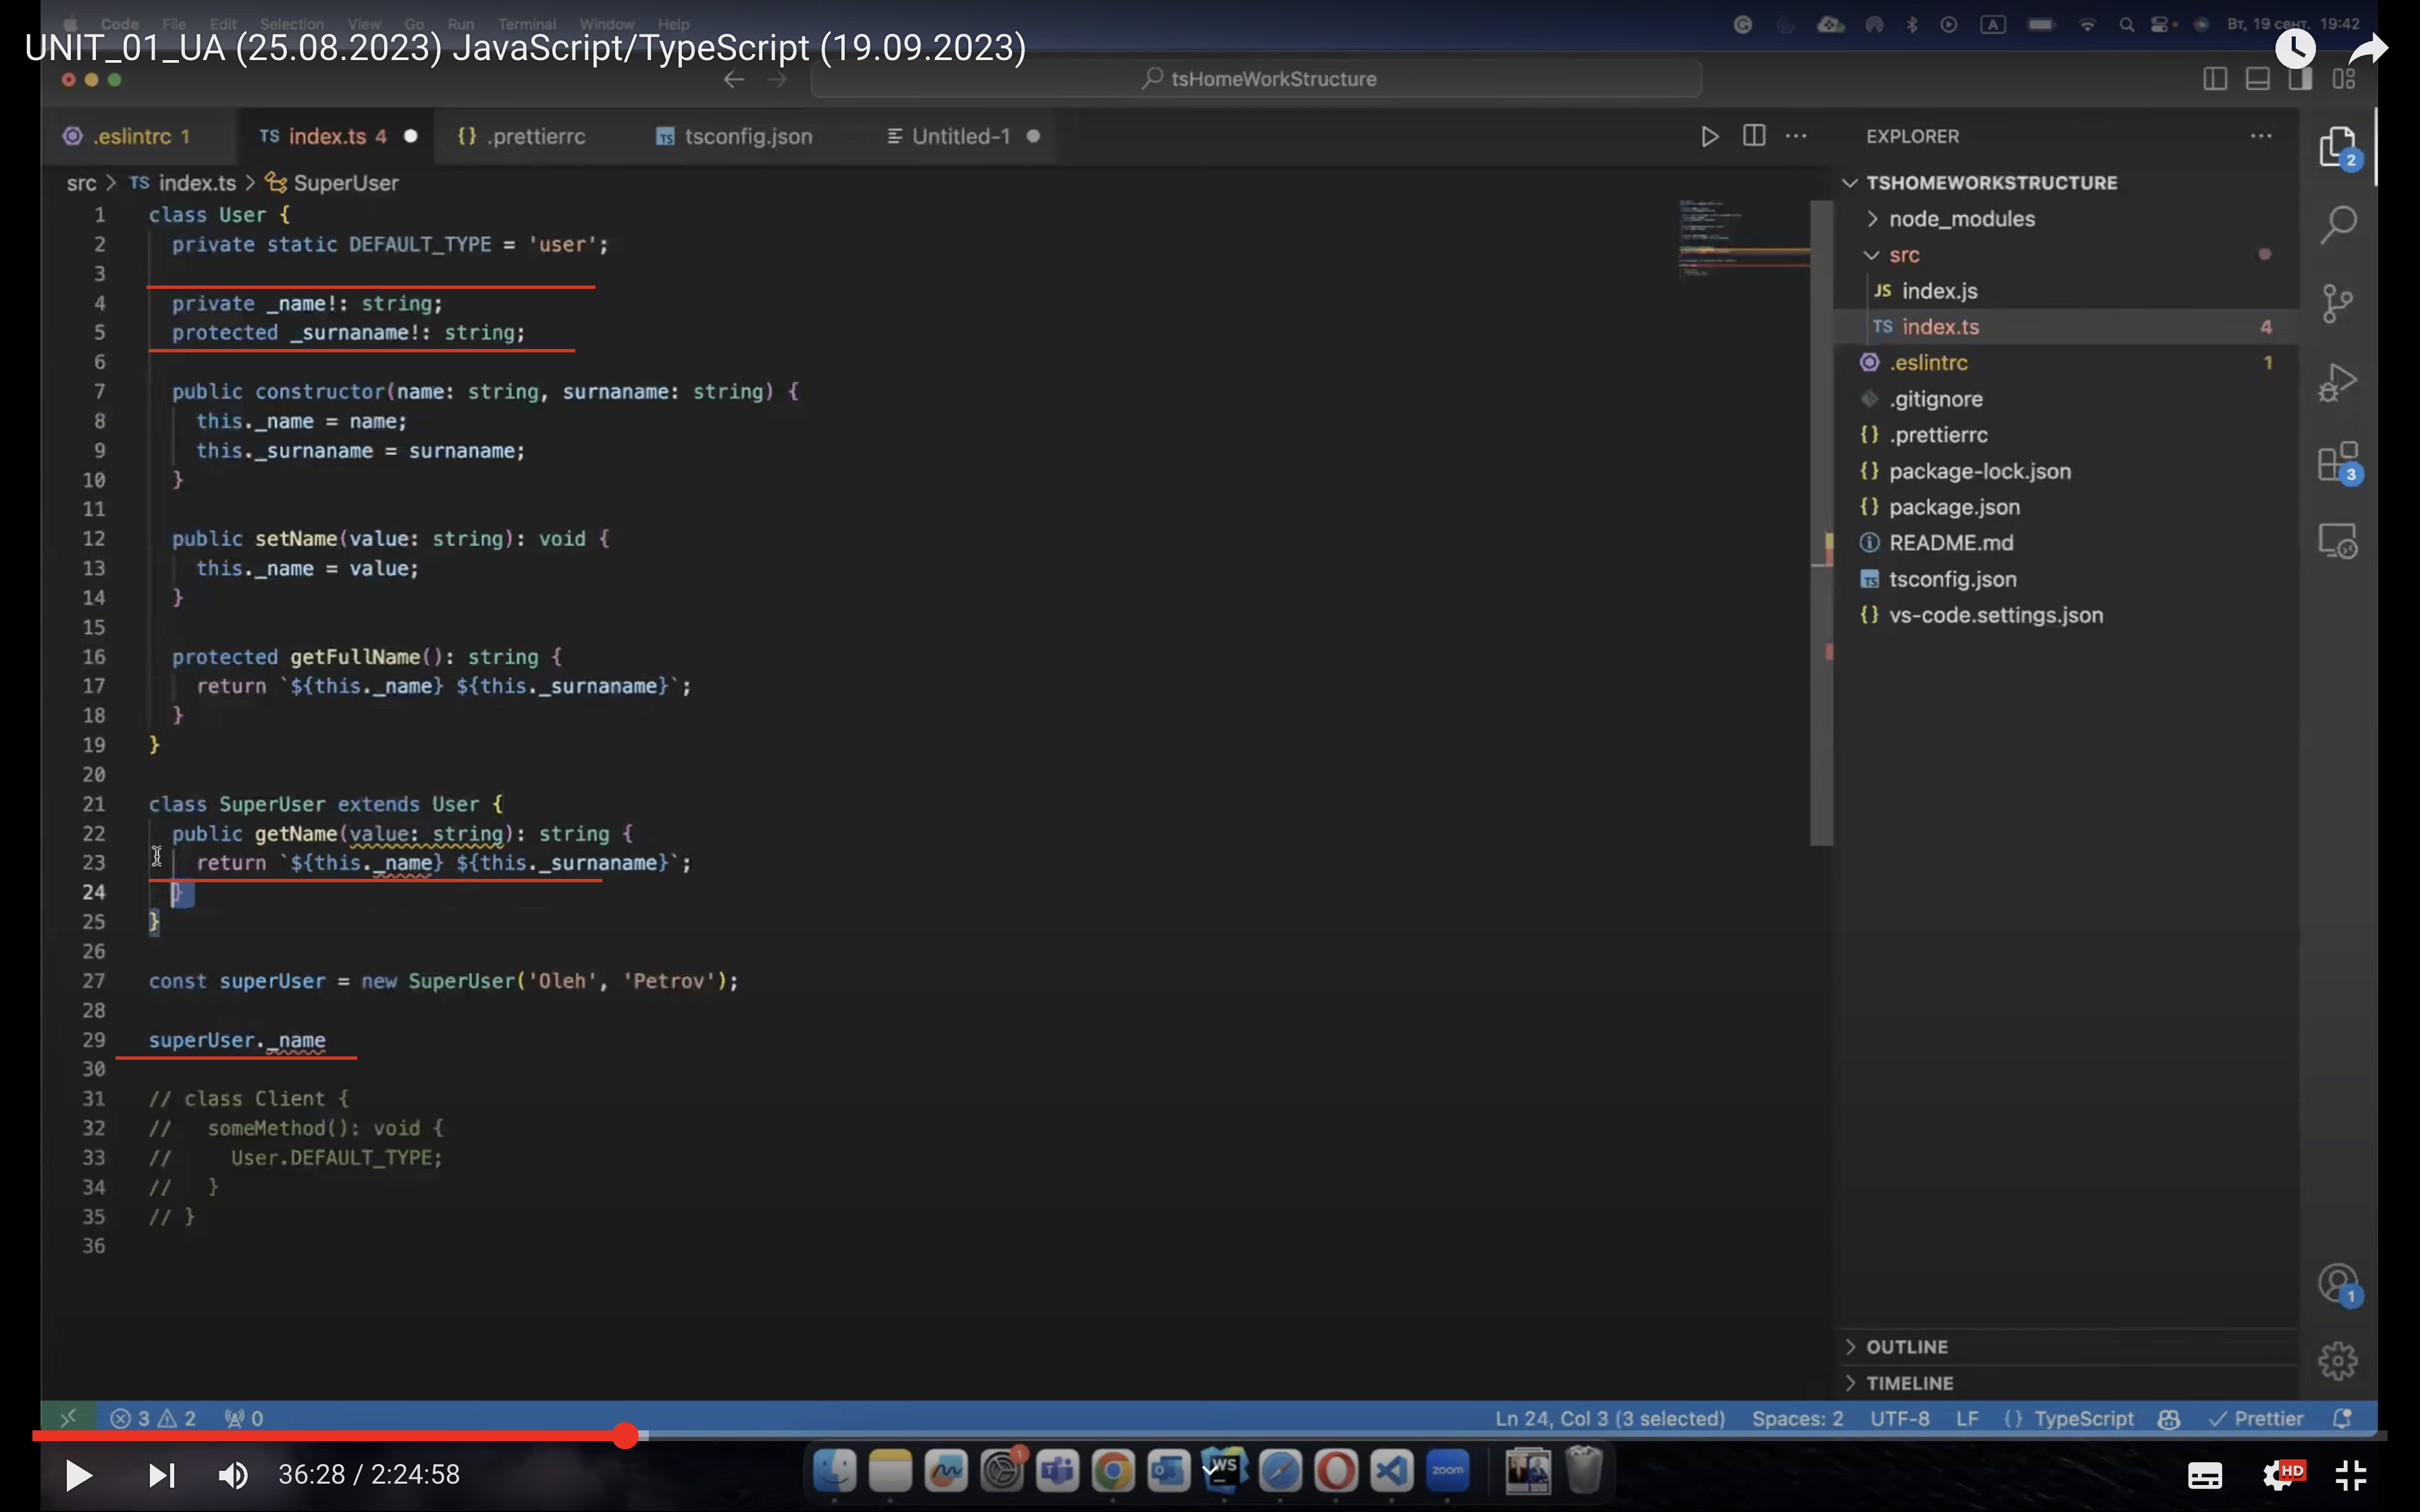 Code File Edit Selection View Go Run Terminal Window Help
A Вт, 19 сент. 19:42
UNIT_01_UA (25.08.2023) JavaScript/TypeScript (19.09.2023)
tsHomeWorkStructure
.eslintrc 1 TS index.ts 4 {} .prettierrc TS tsconfig.json Untitled-1
src > TS index.ts > SuperUser
1 class User {
2 private static DEFAULT_TYPE = 'user';
3
4 private _name!: string;
5 protected _surnaname!: string;
6
7 public constructor(name: string, surnaname: string) {
8 this._name = name;
9 this._surnaname = surnaname;
10 }
11
12 public setName(value: string): void {
13 this._name = value;
14 }
15
16 protected getFullName(): string {
17 return `${this._name} ${this._surnaname}`;
18 }
19 }
20
21 class SuperUser extends User {
22 public getName(value: string): string {
23 return `${this._name} ${this._surnaname}`;
24 }
25 }
26
27 const superUser = new SuperUser('Oleh', 'Petrov');
28
29 superUser._name
30
31 // class Client {
32 // someMethod(): void {
33 // User.DEFAULT_TYPE;
34 // }
35 // }
36
EXPLORER
TSHOMEWORKSTRUCTURE
node_modules
src
JS index.js
TS index.ts 4
.eslintrc 1
.gitignore
{} .prettierrc
{} package-lock.json
{} package.json
README.md
TS tsconfig.json
{} vs-code.settings.json
OUTLINE
TIMELINE
2
3
1
3 2 0
Ln 24, Col 3 (3 selected) Spaces: 2 UTF-8 LF {} TypeScript Prettier
36:28 / 2:24:58
1
WS
zoom
HD